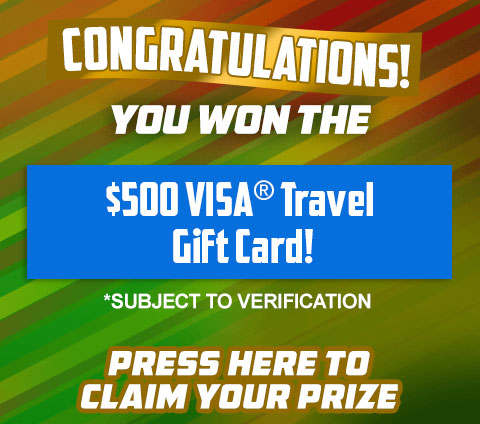 CONGRATULATIONS!
YOU WON THE
$500 VISA® Travel
Gift Card!
*SUBJECT TO VERIFICATION
PRESS HERE TO
CLAIM YOUR PRIZE